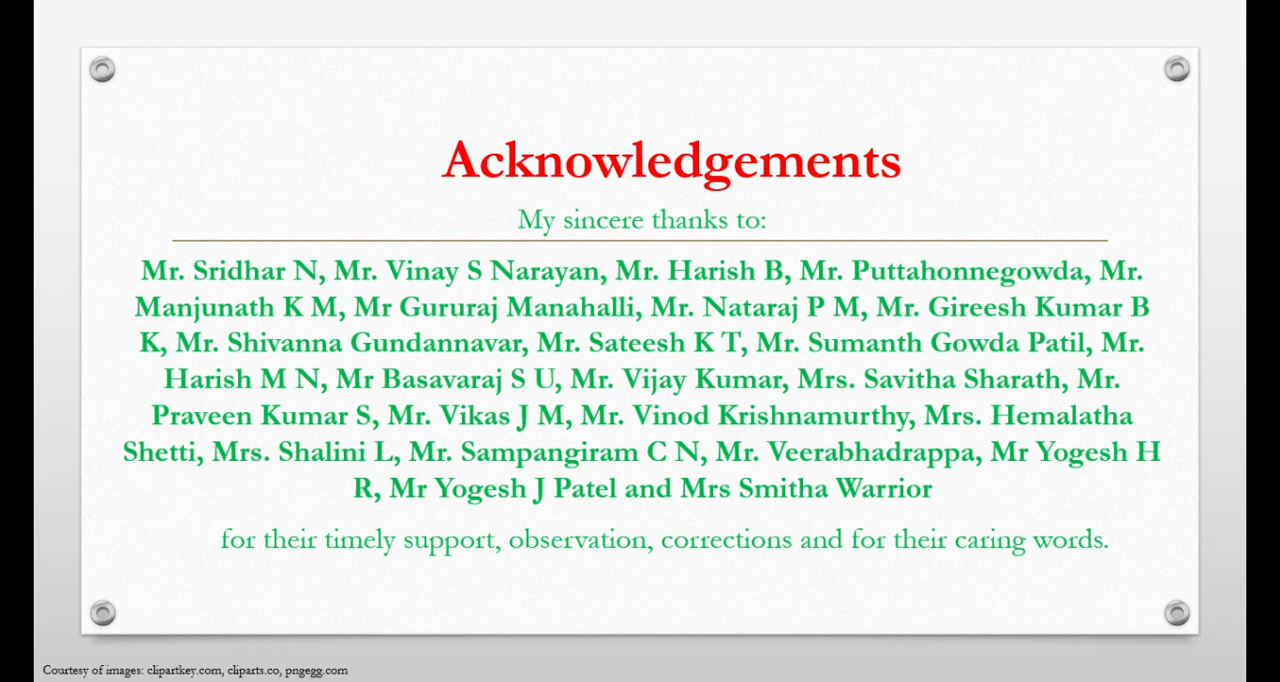 Acknowledgements
My sincere thanks to:
Mr. Sridhar N, Mr. Vinay S Narayan, Mr. Harish B, Mr. Puttahonnegowda, Mr.
Manjunath K M, Mr Gururaj Manahalli, Mr. Nataraj P M, Mr. Gireesh Kumar B
K, Mr. Shivanna Gundannavar, Mr. Sateesh K T, Mr. Sumanth Gowda Patil, Mr.
Harish M N, Mr Basavaraj S U, Mr. Vijay Kumar, Mrs. Savitha Sharath, Mr.
Praveen Kumar S, Mr. Vikas J M, Mr. Vinod Krishnamurthy, Mrs. Hemalatha
Shetti, Mrs. Shalini L, Mr. Sampangiram C N, Mr. Veerabhadrappa, Mr Yogesh H
R, Mr Yogesh J Patel and Mrs Smitha Warrior
for their timely support, observation, corrections and for their caring words.
Courtesy of images: clipartkey.com, cliparts.co, pngegg.com